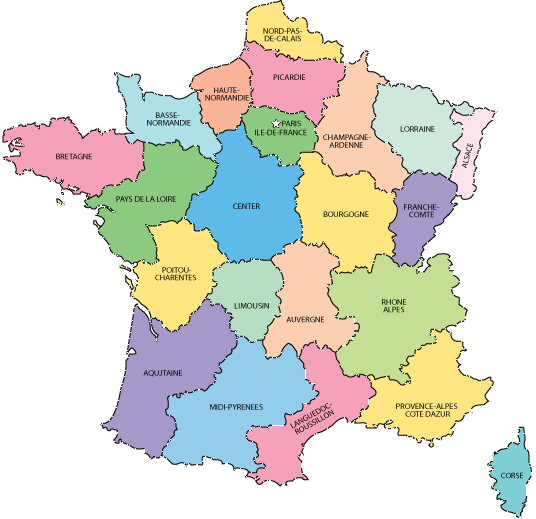 NORD-PAS-
DE-CALAIS
PICARDIE
HAUTE-
NORMANDIE
BASSE-
NORMANDIE
PARIS
ILE-DE-FRANCE
CHAMPAGNE-
ARDENNE
LORRAINE
ALSACE
BRETAGNE
PAYS DE LA LOIRE
CENTER
BOURGOGNE
FRANCHE-
COMTE
POITOU-
CHARENTES
LIMOUSIN
AUVERGNE
RHONE
ALPES
AQUTAINE
MIDI-PYRENEES
LANGUEDOC-
ROUSSILLON
PROVENCE-ALPES
COTE DAZUR
CORSE